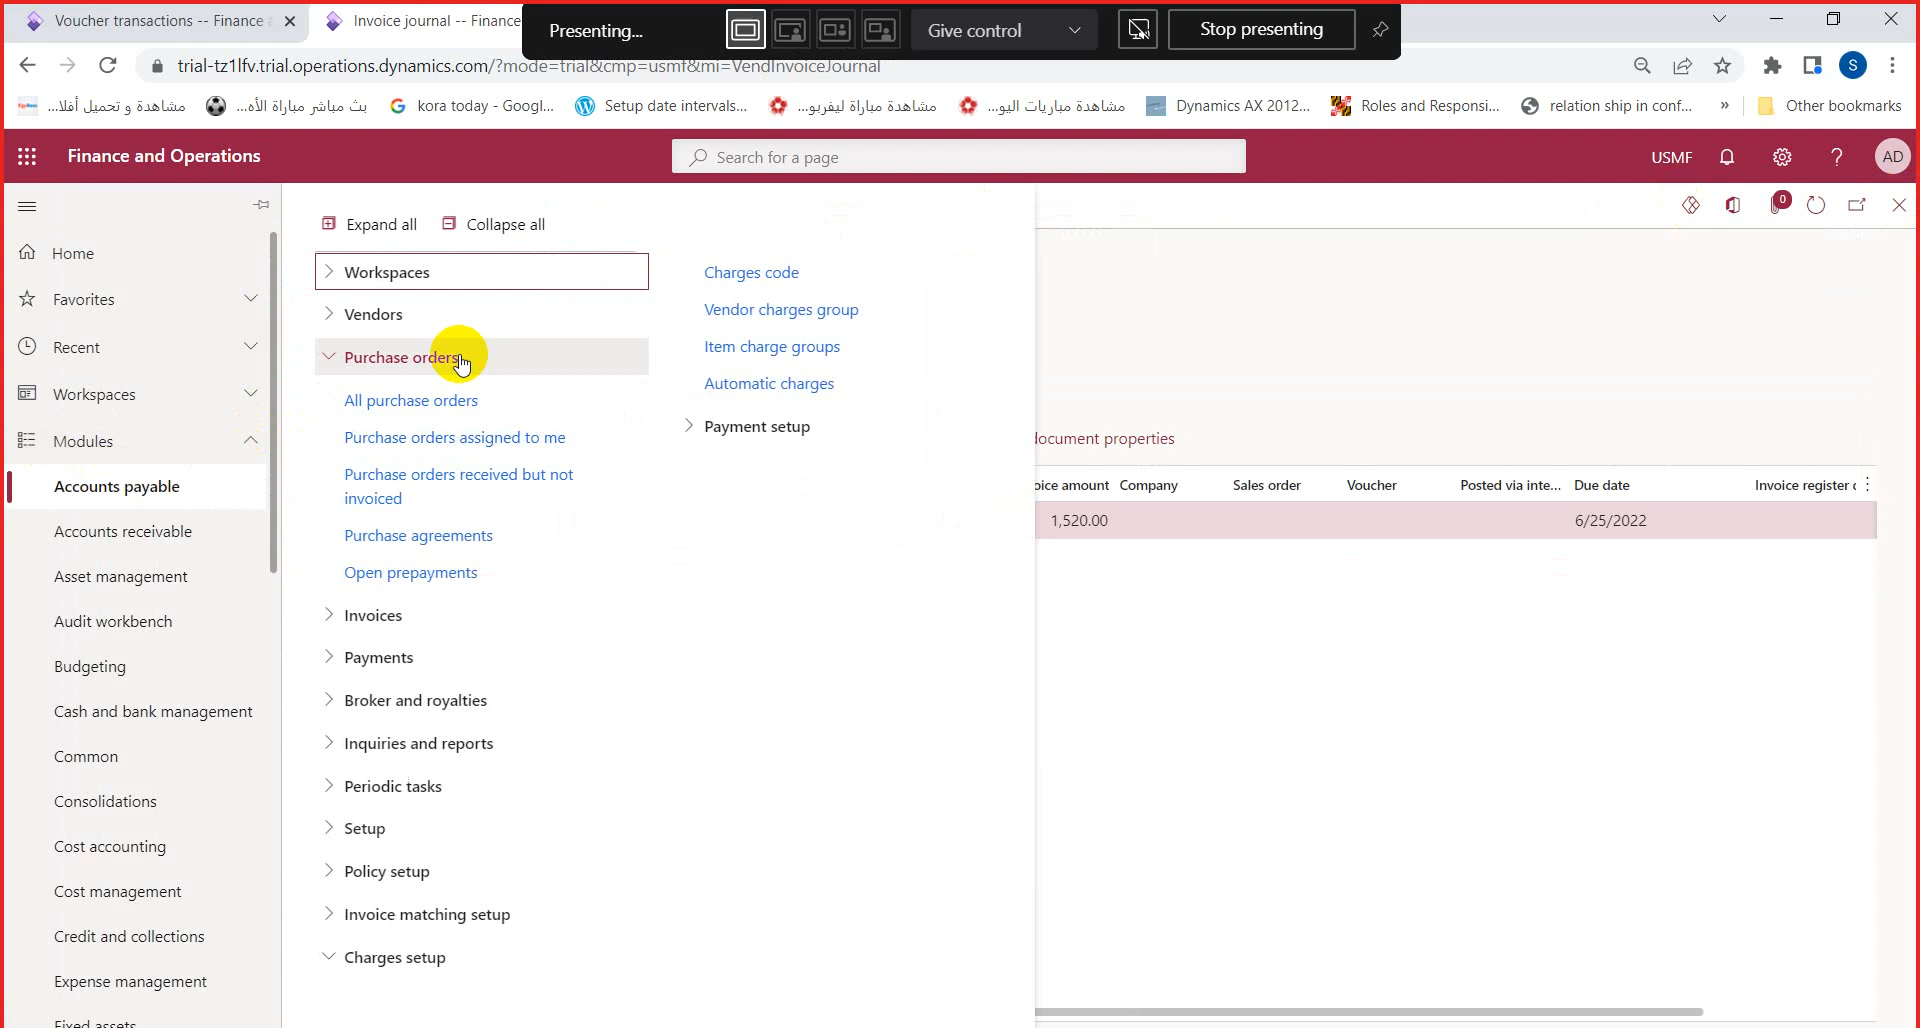 Voucher transactions -- Finance a
Invoice journal -- Finance
Presenting...
Give control
Stop presenting
trial-tz1lfv.trial.operations.dynamics.com/?mode=trial&cmp=usmf&mi=VendInvoiceJournal
S
مشاهدة و تحميل أفلا...
بث مباشر مباراة الأه...
kora today - Googl...
Setup date intervals...
مشاهدة مباراة ليفربو...
مشاهدة مباريات اليو...
Dynamics AX 2012...
Roles and Responsi...
relation ship in conf...
»
Other bookmarks
Finance and Operations
Search for a page
USMF
?
AD
0
Expand all
Collapse all
Home
Favorites
Recent
Workspaces
Modules
Accounts payable
Accounts receivable
Asset management
Audit workbench
Budgeting
Cash and bank management
Common
Consolidations
Cost accounting
Cost management
Credit and collections
Expense management
Fixed assets
Workspaces
Vendors
Purchase orders
All purchase orders
Purchase orders assigned to me
Purchase orders received but not
invoiced
Purchase agreements
Open prepayments
Invoices
Payments
Broker and royalties
Inquiries and reports
Periodic tasks
Setup
Policy setup
Invoice matching setup
Charges setup
Charges code
Vendor charges group
Item charge groups
Automatic charges
Payment setup
document properties
oice amount Company Sales order Voucher Posted via inte... Due date Invoice register
1,520.00 6/25/2022